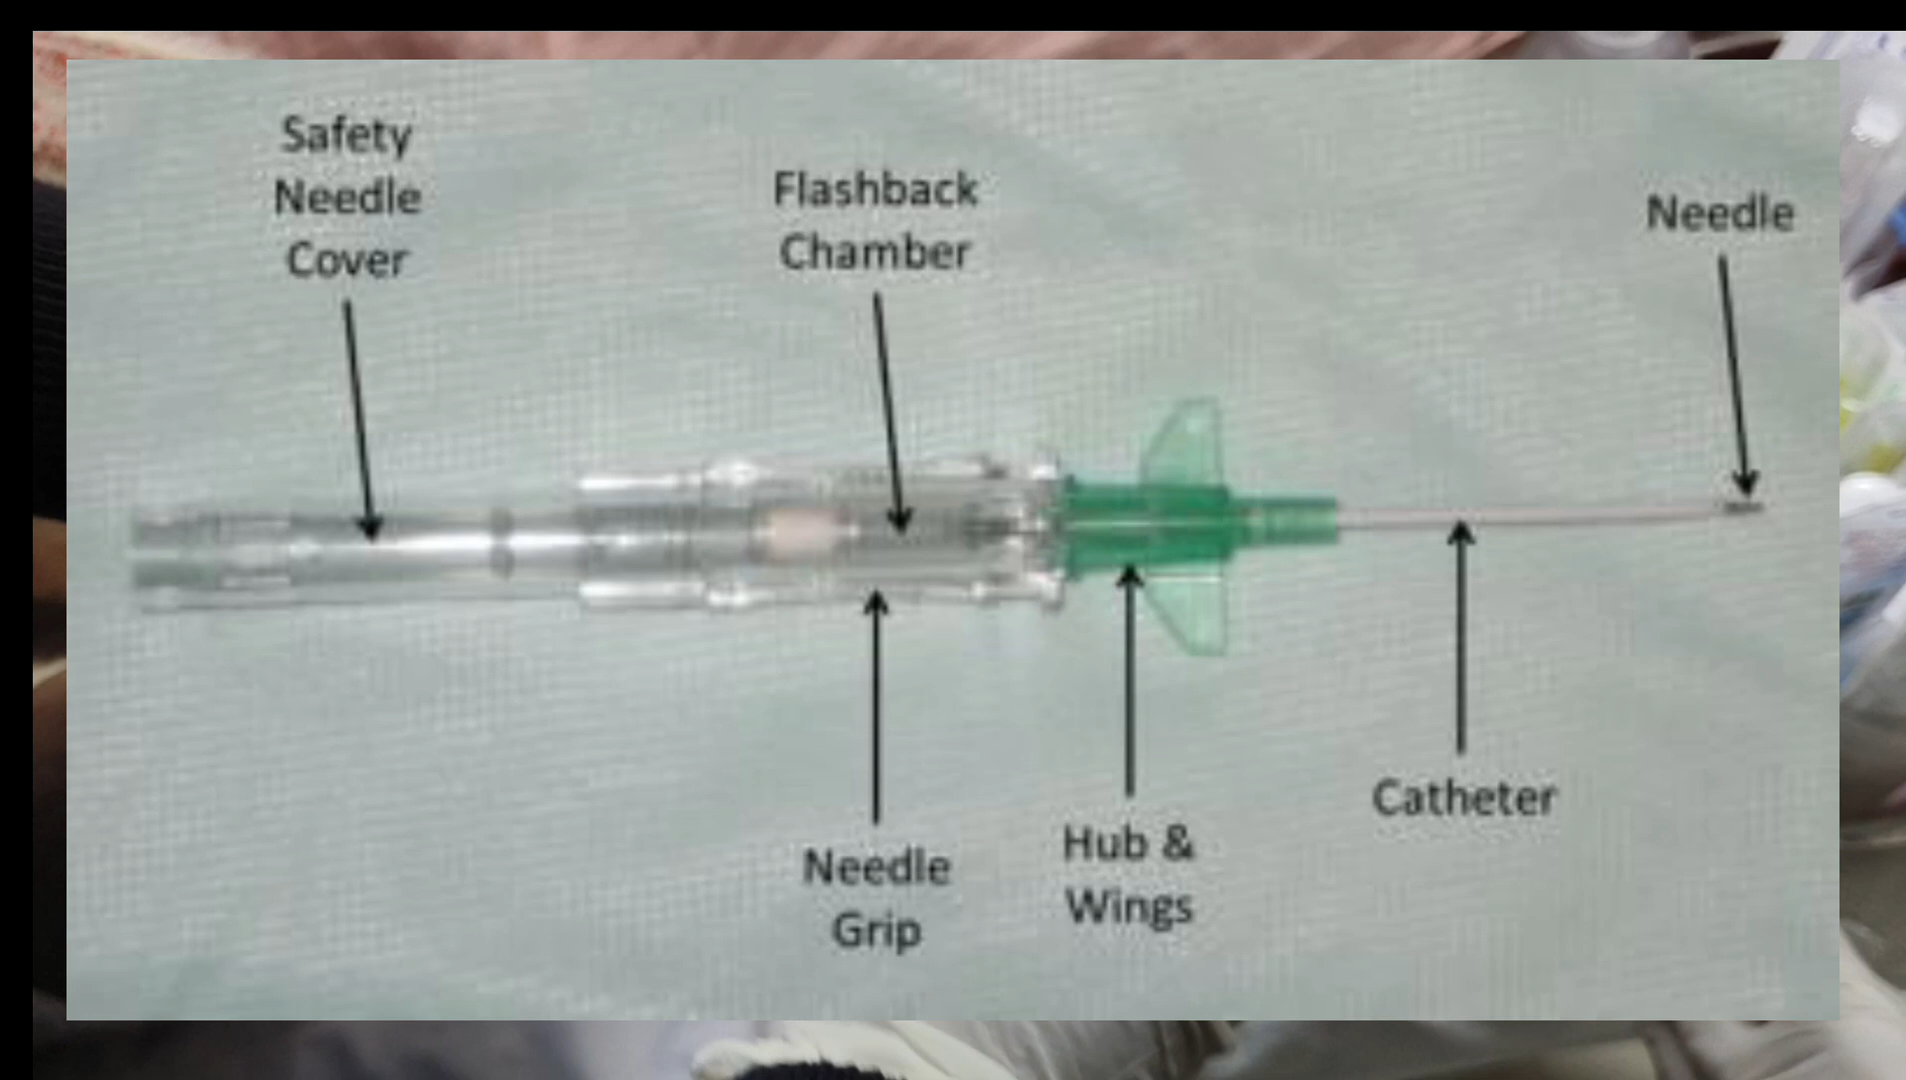 Safety
Needle
Cover
Flashback
Chamber
Needle
Needle
Grip
Hub &
Wings
Catheter